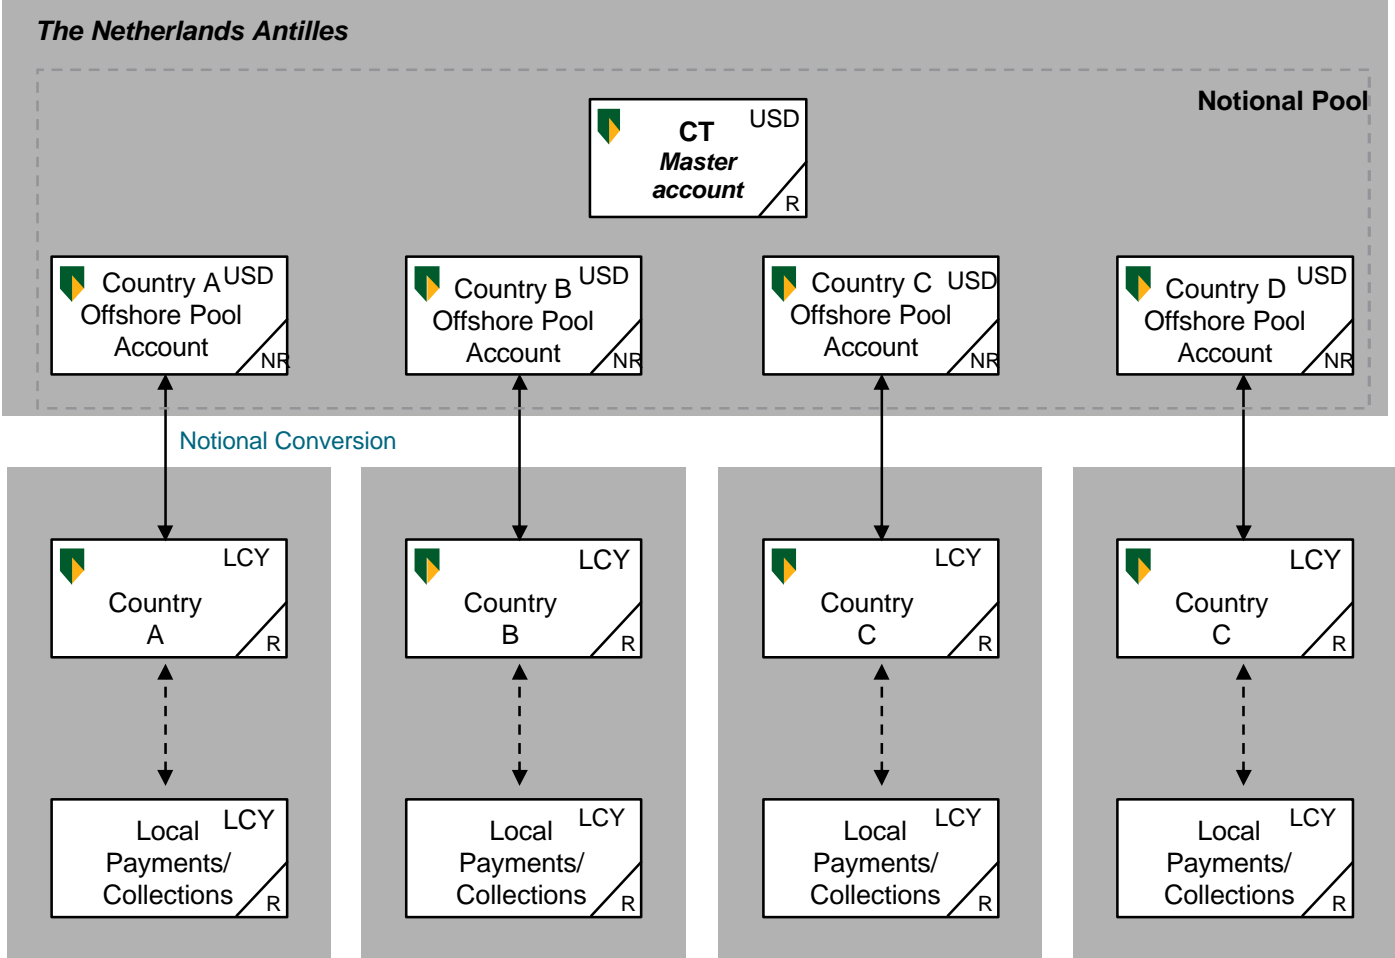 The Netherlands Antilles
Notional Pool
USD
CT
Master
account
R
USD
Country A
Offshore Pool
Account
NR
USD
Country B
Offshore Pool
Account
NR
USD
Country C
Offshore Pool
Account
NR
USD
Country D
Offshore Pool
Account
NR
Notional Conversion
LCY
Country
A
R
LCY
Country
B
R
LCY
Country
C
R
LCY
Country
C
R
LCY
Local
Payments/
Collections
R
LCY
Local
Payments/
Collections
R
LCY
Local
Payments/
Collections
R
LCY
Local
Payments/
Collections
R